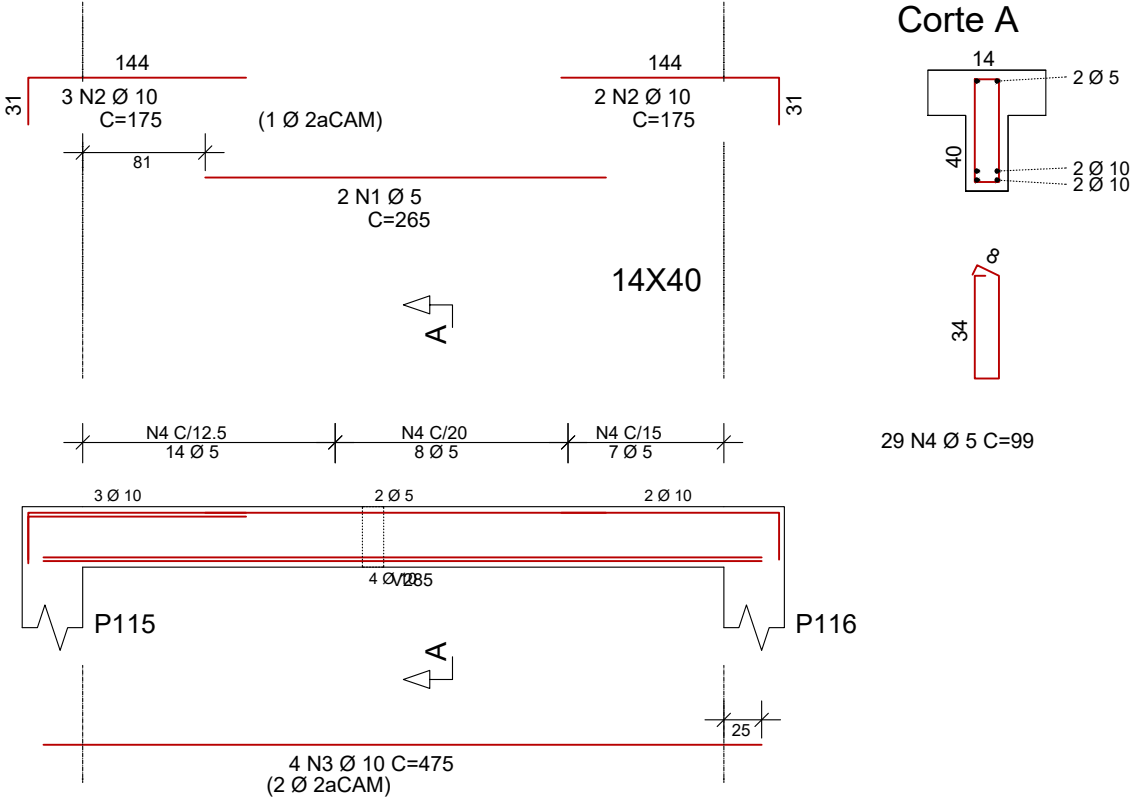 Corte A
144
144
14
2 Ø 5
31
3 N2 Ø 10
C=175
(1 Ø 2aCAM)
2 N2 Ø 10
C=175
31
81
40
2 Ø 10
2 Ø 10
2 N1 Ø 5
C=265
14X40
A
8
34
N4 C/12.5
14 Ø 5
N4 C/20
8 Ø 5
N4 C/15
7 Ø 5
29 N4 Ø 5 C=99
3 Ø 10
2 Ø 5
2 Ø 10
4 Ø 10
V285
P115
P116
A
25
4 N3 Ø 10 C=475
(2 Ø 2aCAM)